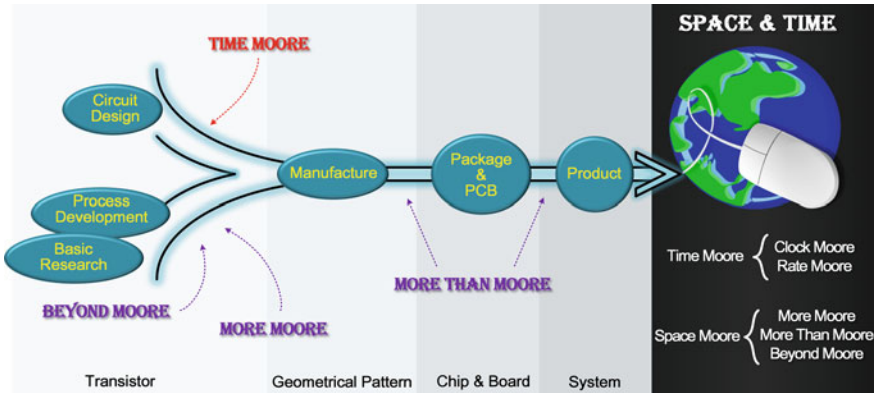 SPACE & TIME
TIME MOORE
Circuit
Design
Process
Development
Basic
Research
Manufacture
Package
&
PCB
Product
BEYOND MOORE
MORE MOORE
MORE THAN MOORE
Time Moore
Clock Moore
Rate Moore
Space Moore
More Moore
More Than Moore
Beyond Moore
Transistor
Geometrical Pattern
Chip & Board
System